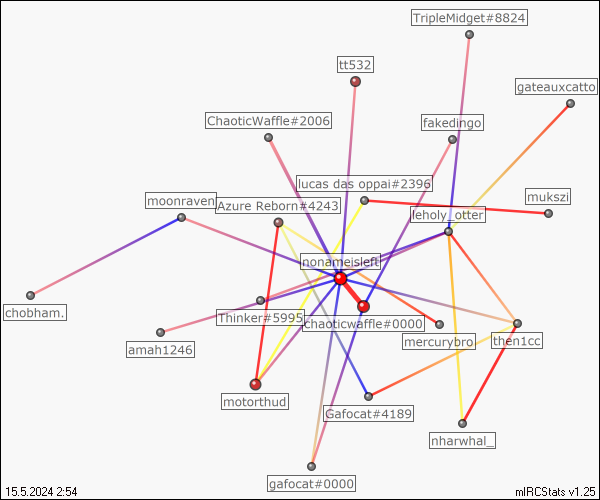 TripleMidget#8824
tt532
gateauxcatto
ChaoticWaffle#2006
fakedingo
lucas das oppai#2396
moonraven
Azure Reborn#4243
mukszi
leholy_otter
nonameisleft
chobham.
Thinker#5995
chaoticwaffle#0000
mercurybro
then1cc
amah1246
motorthud
Gafocat#4189
nharwhal_
gafocat#0000
15.5.2024 2:54
mIRCStats v1.25